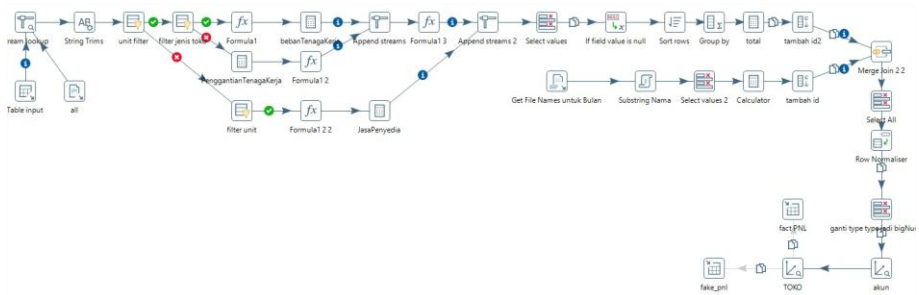 ream lookup
String Trims
unit filter
filter jenis toko
Formula1
bebanTenagaKerja
Append streams
Formula1 3
Append streams 2
Select values
If field value is null
Sort rows
Group by
total
tambah id2
Table input
all
PenggantianTenagaKerja
Formula1 2
Merge Join 2 2
Get File Names untuk Bulan
Substring Nama
Select values 2
Calculator
tambah id
filter unit
Formula1 2 2
JasaPenyedia
Select All
Row Normaliser
fact PNL
ganti type type jadi bigNu
fake_pnl
TOKO
akun